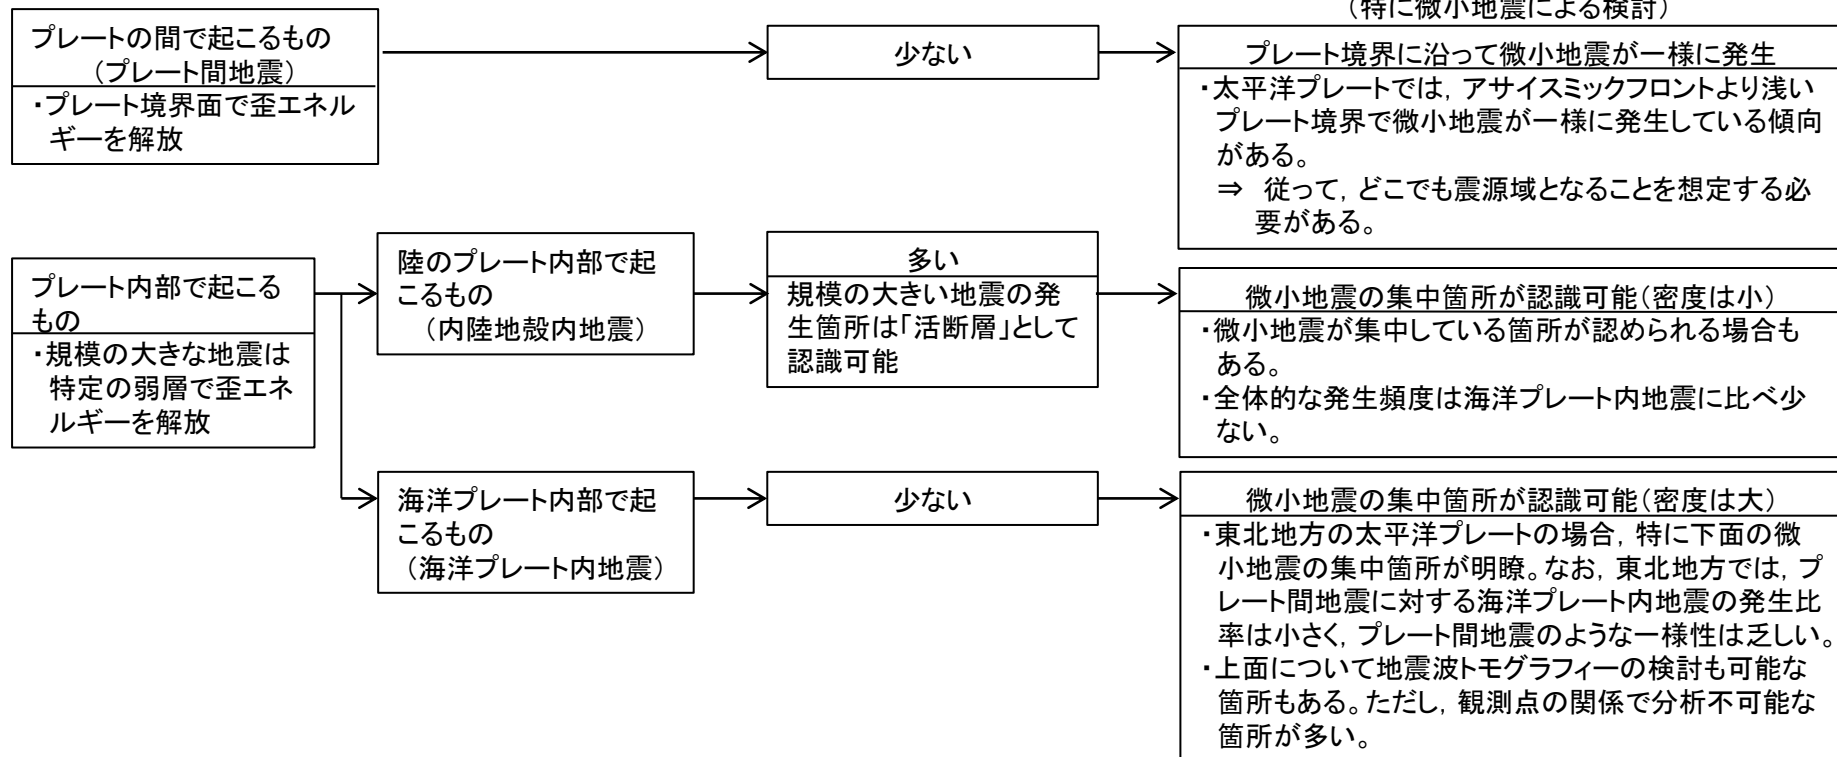 （特に微小地震による検討）
プレートの間で起こるもの
（プレート間地震）
・プレート境界面で歪エネル
ギーを解放
少ない
プレート境界に沿って微小地震が一様に発生
・太平洋プレートでは，アサイスミックフロントより浅い
プレート境界で微小地震が一様に発生している傾向
がある。
⇒　従って，どこでも震源域となることを想定する必
要がある。
プレート内部で起こる
もの
・規模の大きな地震は
特定の弱層で歪エネ
ルギーを解放
陸のプレート内部で起
こるもの
（内陸地殻内地震）
多い
規模の大きい地震の発
生箇所は「活断層」として
認識可能
微小地震の集中箇所が認識可能（密度は小）
・微小地震が集中している箇所が認められる場合も
ある。
・全体的な発生頻度は海洋プレート内地震に比べ少
ない。
海洋プレート内部で起
こるもの
（海洋プレート内地震）
少ない
微小地震の集中箇所が認識可能（密度は大）
・東北地方の太平洋プレートの場合，特に下面の微
小地震の集中箇所が明瞭。なお，東北地方では，プ
レート間地震に対する海洋プレート内地震の発生比
率は小さく，プレート間地震のような一様性は乏しい。
・上面について地震波トモグラフィーの検討も可能な
箇所もある。ただし，観測点の関係で分析不可能な
箇所が多い。